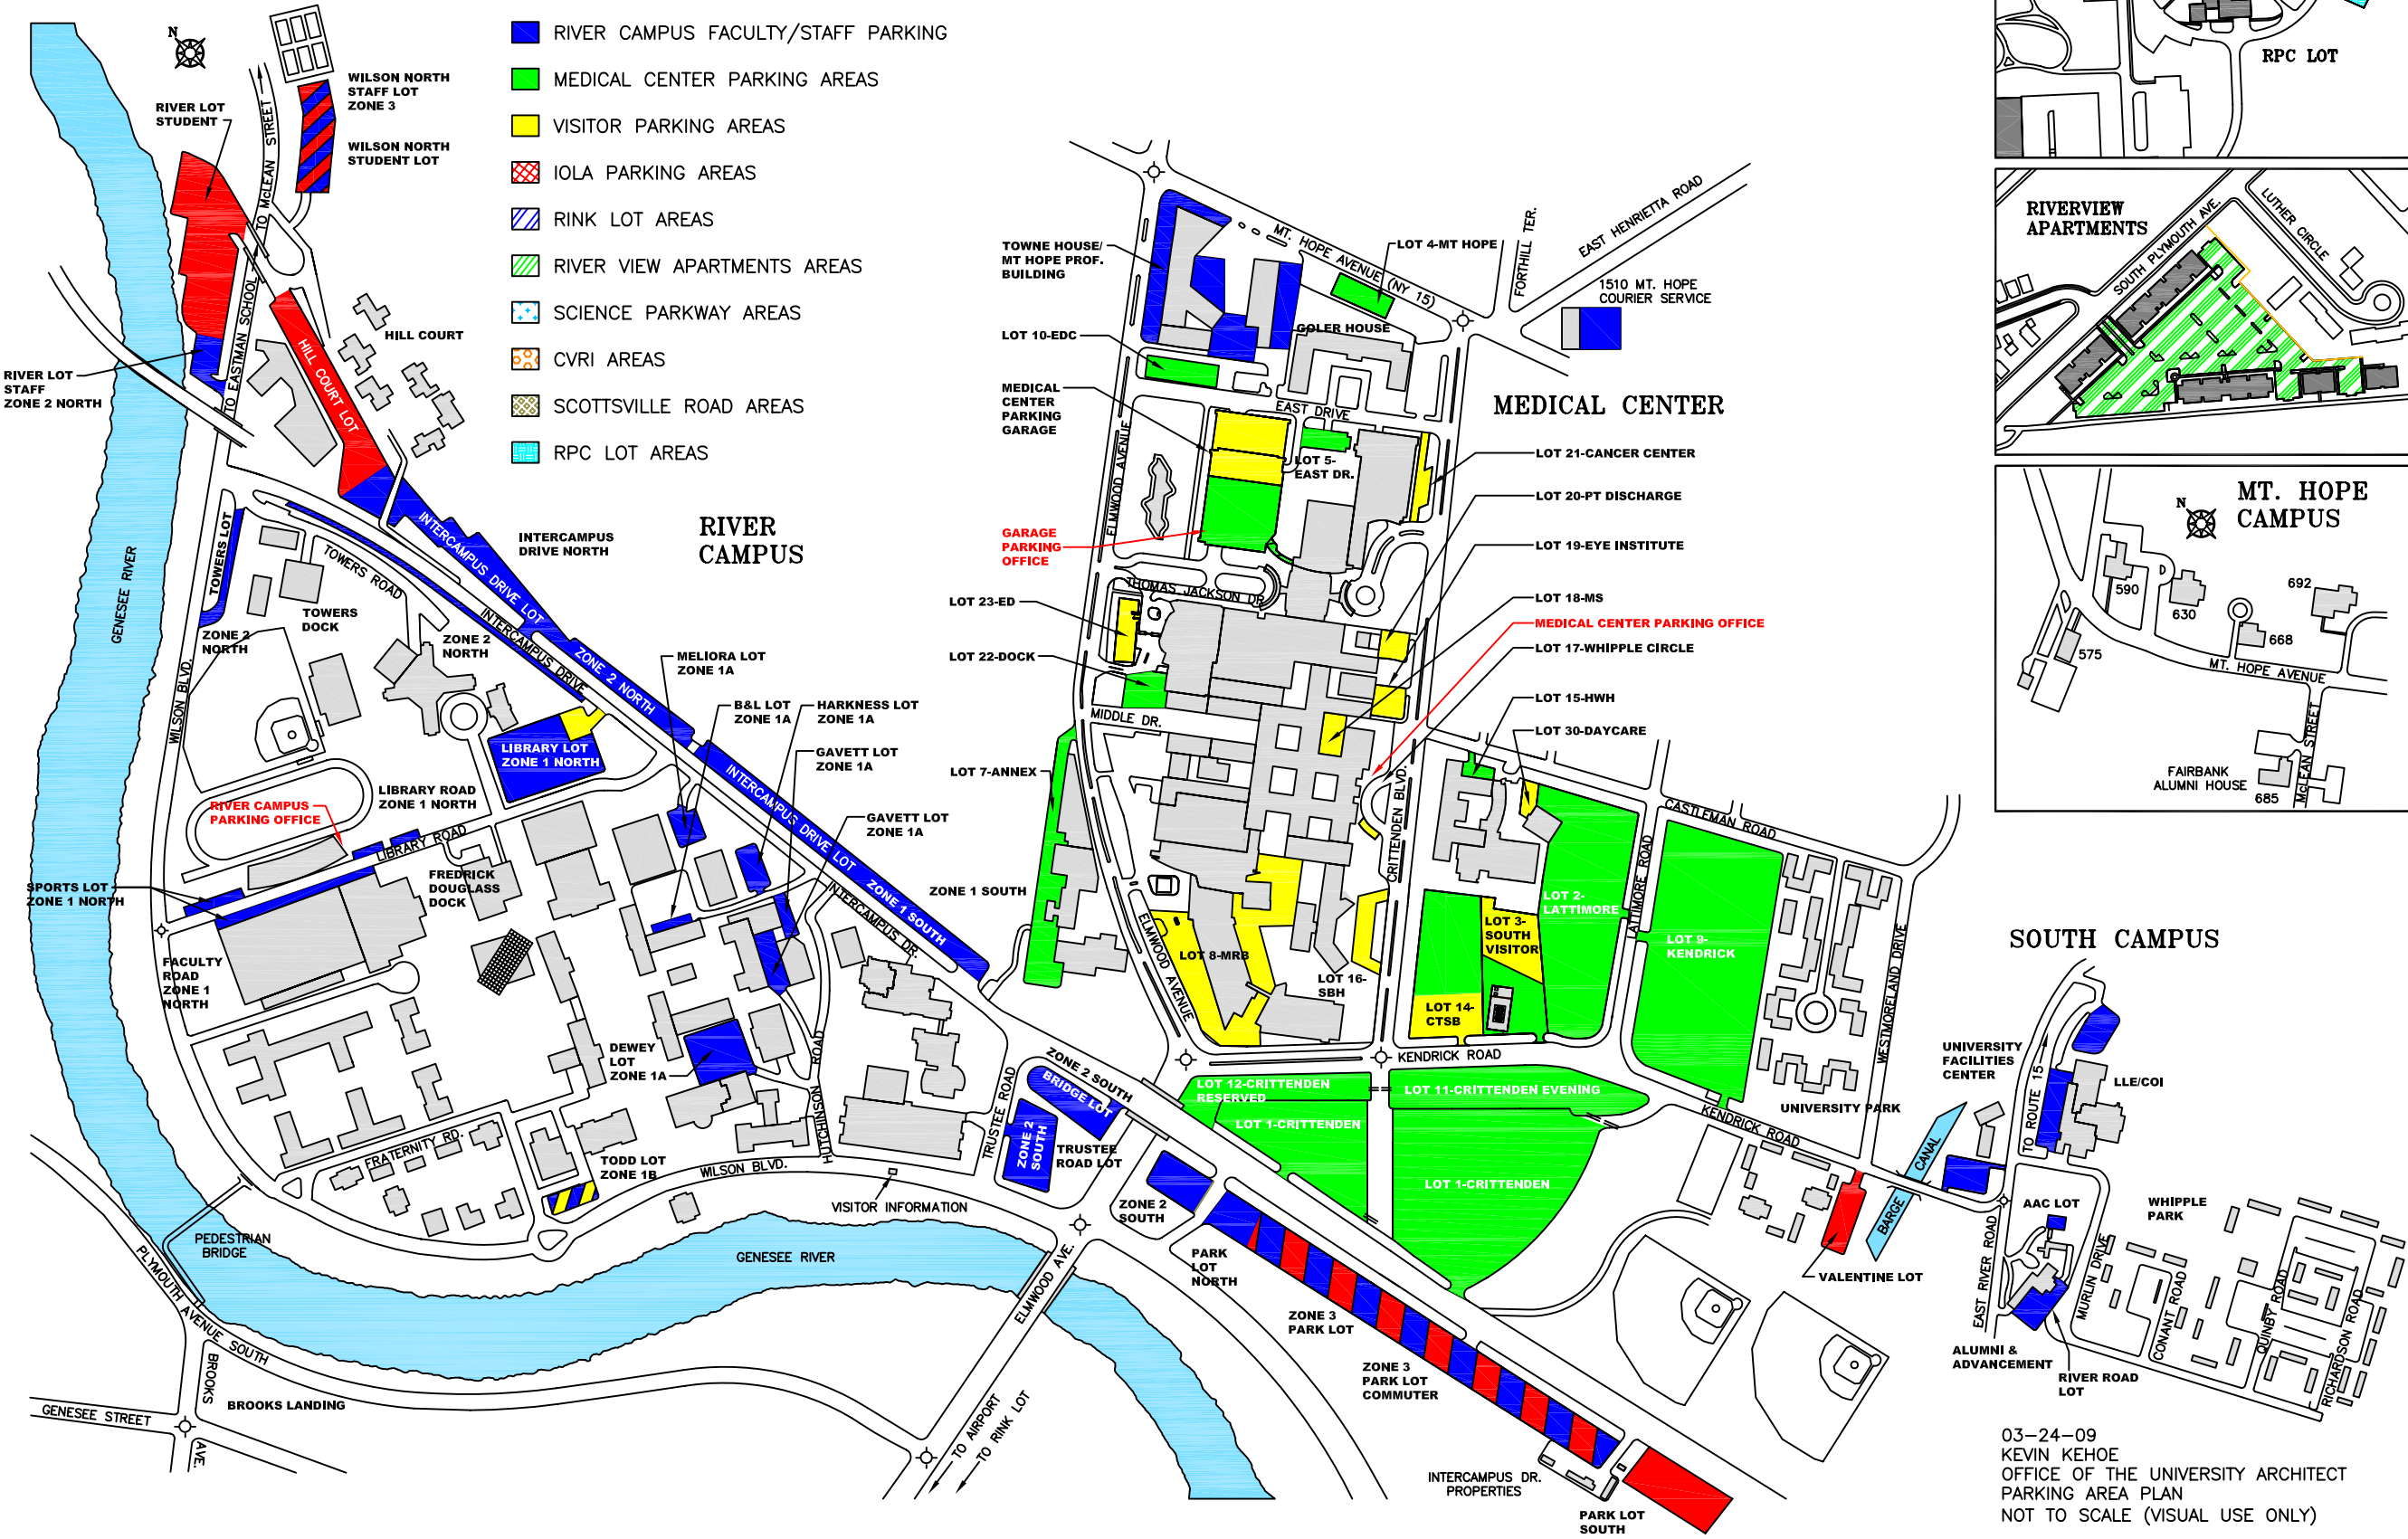 RIVER CAMPUS FACULTY/STAFF PARKING
MEDICAL CENTER PARKING AREAS
VISITOR PARKING AREAS
IOLA PARKING AREAS
RINK LOT AREAS
RIVER VIEW APARTMENTS AREAS
SCIENCE PARKWAY AREAS
CVRI AREAS
SCOTTSVILLE ROAD AREAS
RPC LOT AREAS
N
WILSON NORTH
STAFF LOT
ZONE 3
WILSON NORTH
STUDENT LOT
RIVER LOT
STUDENT
TO McLEAN STREET
TO EASTMAN SCHOOL
HILL COURT
HILL COURT LOT
RIVER LOT
STAFF
ZONE 2 NORTH
GENESEE RIVER
TOWERS LOT
TOWERS ROAD
TOWERS
DOCK
ZONE 2
NORTH
ZONE 2
NORTH
WILSON BLVD.
INTERCAMPUS
DRIVE NORTH
INTERCAMPUS DRIVE LOT
ZONE 2 NORTH
INTERCAMPUS DRIVE
RIVER
CAMPUS
MELIORA LOT
ZONE 1A
B&L LOT
ZONE 1A
HARKNESS LOT
ZONE 1A
GAVETT LOT
ZONE 1A
GAVETT LOT
ZONE 1A
LIBRARY LOT
ZONE 1 NORTH
LIBRARY ROAD
ZONE 1 NORTH
RIVER CAMPUS
PARKING OFFICE
LIBRARY ROAD
SPORTS LOT
ZONE 1 NORTH
FREDRICK
DOUGLASS
DOCK
FACULTY
ROAD
ZONE 1
NORTH
INTERCAMPUS DRIVE LOT
ZONE 1 SOUTH
INTERCAMPUS DR.
ZONE 1 SOUTH
DEWEY
LOT
ZONE 1A
HUTCHINSON
ROAD
TRUSTEE ROAD
FRATERNITY RD.
TODD LOT
ZONE 1B
WILSON BLVD.
VISITOR INFORMATION
PEDESTRIAN
BRIDGE
GENESEE RIVER
PLYMOUTH AVENUE SOUTH
BROOKS
AVE.
BROOKS LANDING
GENESEE STREET
ZONE 2 SOUTH
BRIDGE LOT
ZONE 2
SOUTH
TRUSTEE
ROAD LOT
ZONE 2
SOUTH
PARK
LOT
NORTH
ELMWOOD AVE.
TO AIRPORT
TO RINK LOT
ZONE 3
PARK LOT
ZONE 3
PARK LOT
COMMUTER
INTERCAMPUS DR.
PROPERTIES
PARK LOT
SOUTH
TOWNE HOUSE/
MT HOPE PROF.
BUILDING
LOT 10-EDC
MEDICAL
CENTER
PARKING
GARAGE
GARAGE
PARKING
OFFICE
LOT 23-ED
LOT 22-DOCK
LOT 7-ANNEX
MT. HOPE AVENUE (NY 15)
LOT 4-MT HOPE
FORTHILL TER.
EAST HENRIETTA ROAD
1510 MT. HOPE
COURIER SERVICE
GOLER HOUSE
EAST DRIVE
MEDICAL CENTER
ELMWOOD AVENUE
LOT 5-
EAST DR.
LOT 21-CANCER CENTER
LOT 20-PT DISCHARGE
LOT 19-EYE INSTITUTE
LOT 18-MS
MEDICAL CENTER PARKING OFFICE
LOT 17-WHIPPLE CIRCLE
LOT 15-HWH
LOT 30-DAYCARE
THOMAS JACKSON DR.
MIDDLE DR.
CRITTENDEN BLVD.
CASTLEMAN ROAD
LATTIMORE ROAD
LOT 2-
LATTIMORE
LOT 3-
SOUTH
VISITOR
LOT 9-
KENDRICK
WESTMORELAND DRIVE
ELMWOOD AVENUE
LOT 8-MRB
LOT 16-
SBH
LOT 14-
CTSB
KENDRICK ROAD
LOT 12-CRITTENDEN
RESERVED
LOT 11-CRITTENDEN EVENING
LOT 1-CRITTENDEN
LOT 1-CRITTENDEN
KENDRICK ROAD
UNIVERSITY PARK
VALENTINE LOT
BARGE
CANAL
SOUTH CAMPUS
UNIVERSITY
FACILITIES
CENTER
TO ROUTE 15
LLE/COI
AAC LOT
WHIPPLE
PARK
EAST RIVER ROAD
MURLIN DRIVE
CONANT ROAD
QUINBY ROAD
RICHARDSON ROAD
ALUMNI &
ADVANCEMENT
RIVER ROAD
LOT
RPC LOT
RIVERVIEW
APARTMENTS
SOUTH PLYMOUTH AVE.
LUTHER CIRCLE
N
MT. HOPE
CAMPUS
590
630
692
668
575
MT. HOPE AVENUE
McLEAN STREET
FAIRBANK
ALUMNI HOUSE
685
03-24-09
KEVIN KEHOE
OFFICE OF THE UNIVERSITY ARCHITECT
PARKING AREA PLAN
NOT TO SCALE (VISUAL USE ONLY)